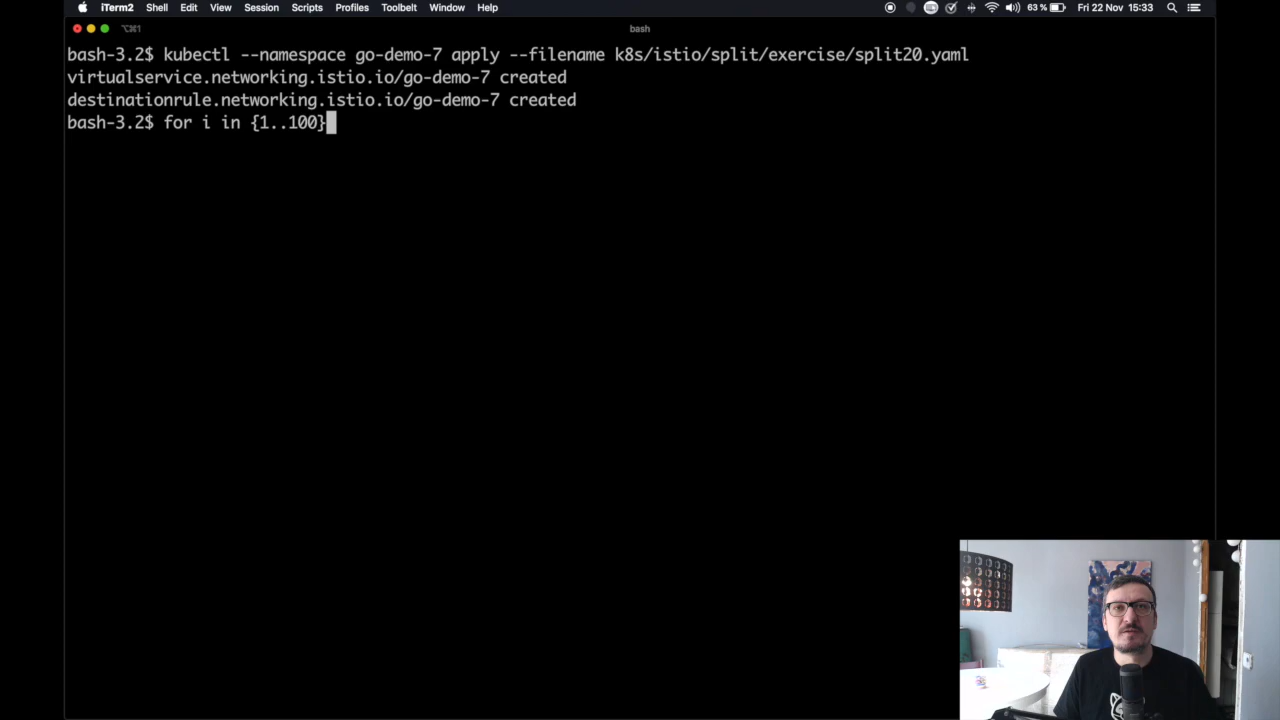 iTerm2 Shell Edit View Session Scripts Profiles Toolbelt Window Help 63 % Fri 22 Nov 15:33
⌥⌘1 bash
bash-3.2$ kubectl --namespace go-demo-7 apply --filename k8s/istio/split/exercise/split20.yaml
virtualservice.networking.istio.io/go-demo-7 created
destinationrule.networking.istio.io/go-demo-7 created
bash-3.2$ for i in {1..100}